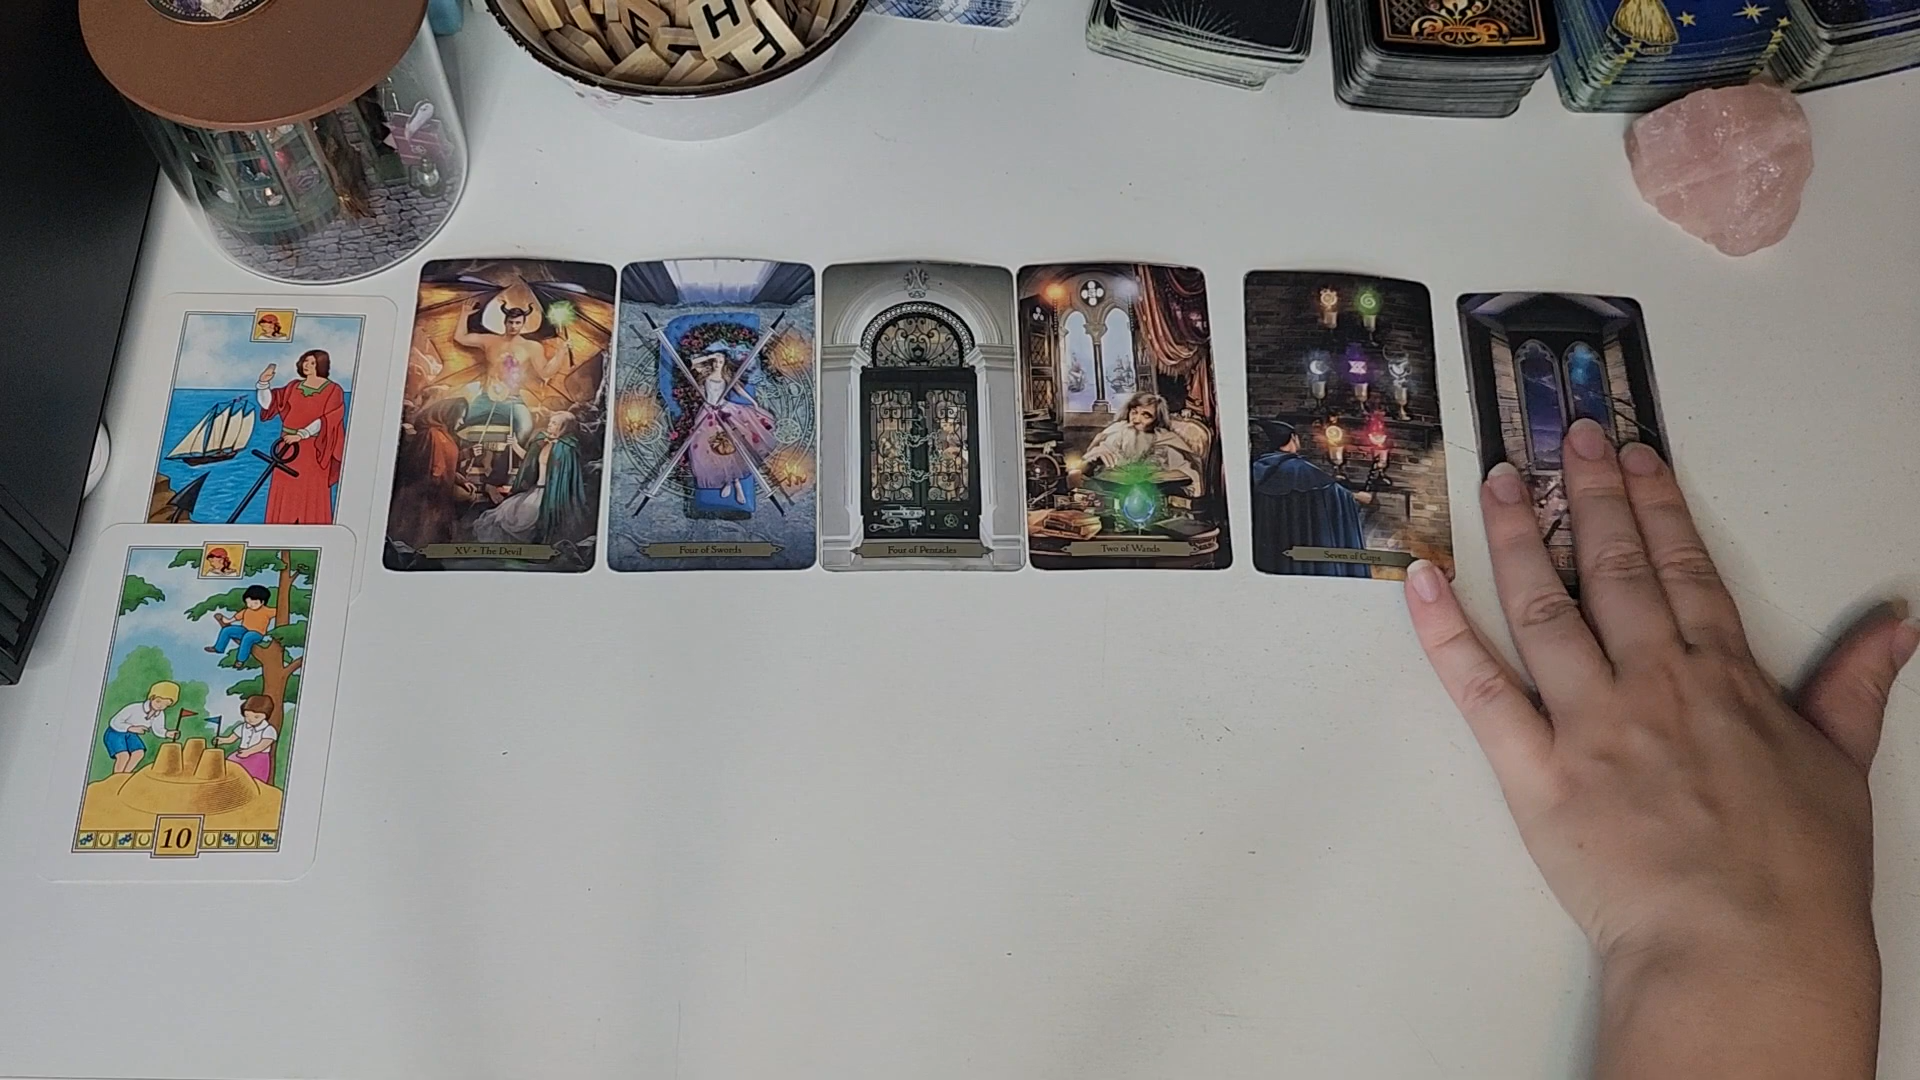 H
E
XV - The Devil
Four of Swords
Four of Pentacles
Two of Wands
Seven of Cups
10